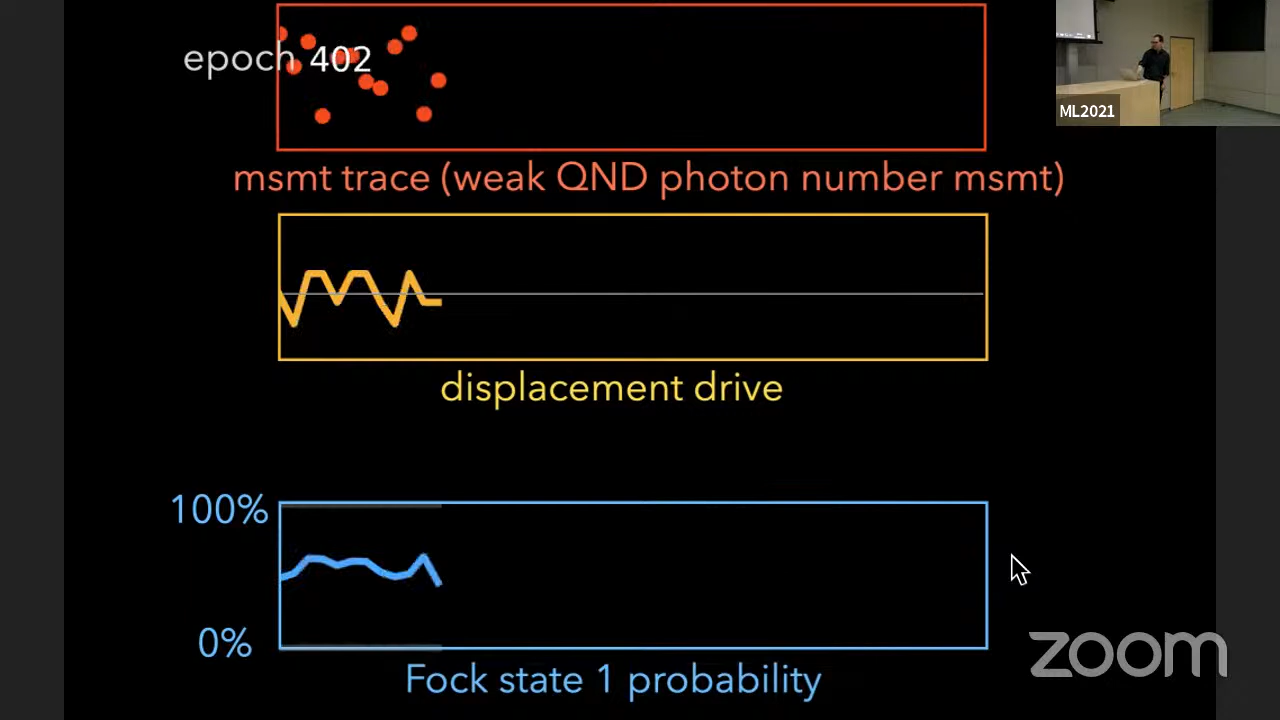 epoch 402
ML2021
msmt trace (weak QND photon number msmt)
displacement drive
100%
0%
Fock state 1 probability
zoom